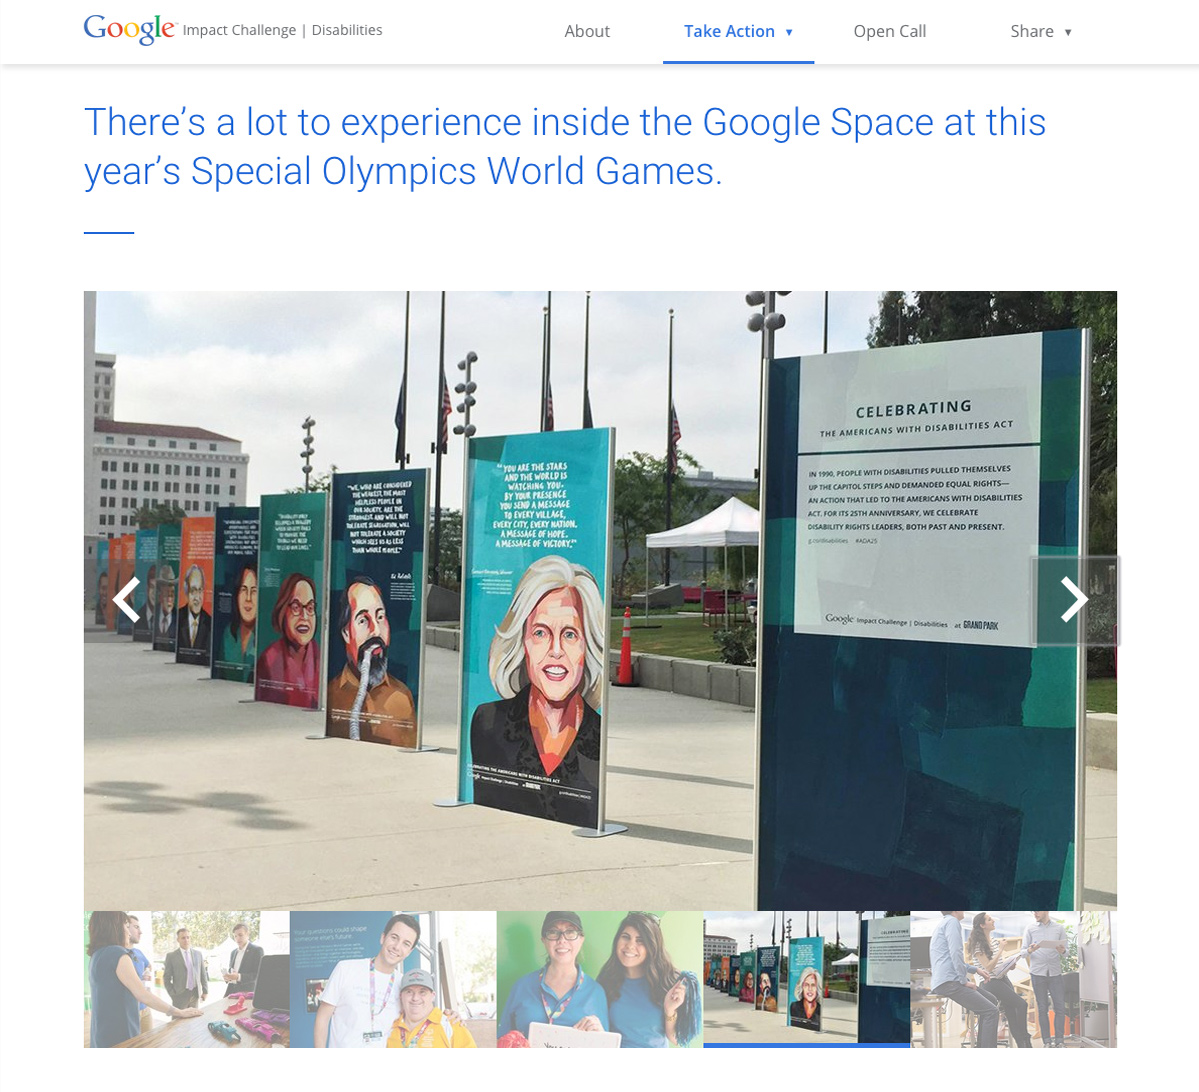 Google Impact Challenge | Disabilities
About
Take Action ▼
Open Call
Share ▼
There’s a lot to experience inside the Google Space at this
year’s Special Olympics World Games.
“WE, WHO ARE CONSIDERED
THE WEAKEST, THE MOST
HELPLESS PEOPLE IN
OUR SOCIETY, ARE THE
STRONGEST, AND WILL NOT
TOLERATE SEGREGATION, WILL
NOT TOLERATE A SOCIETY
WHICH SEES US AS LESS
THAN WHOLE PEOPLE.”
Ed Roberts
“YOU ARE THE STARS
AND THE WORLD IS
WATCHING YOU.
BY YOUR PRESENCE
YOU SEND A MESSAGE
TO EVERY VILLAGE,
EVERY CITY, EVERY NATION.
A MESSAGE OF HOPE.
A MESSAGE OF VICTORY.”
CELEBRATING THE AMERICANS WITH DISABILITIES ACT
Google Impact Challenge | Disabilities at GRAND PARK
CELEBRATING
THE AMERICANS WITH DISABILITIES ACT
IN 1990, PEOPLE WITH DISABILITIES PULLED THEMSELVES
UP THE CAPITOL STEPS AND DEMANDED EQUAL RIGHTS—
AN ACTION THAT LED TO THE AMERICANS WITH DISABILITIES
ACT. FOR ITS 25TH ANNIVERSARY, WE CELEBRATE
DISABILITY RIGHTS LEADERS, BOTH PAST AND PRESENT.
g.co/disabilities #ADA25
Google Impact Challenge | Disabilities at GRAND PARK
Your questions could shape
someone else's future
CELEBRATING